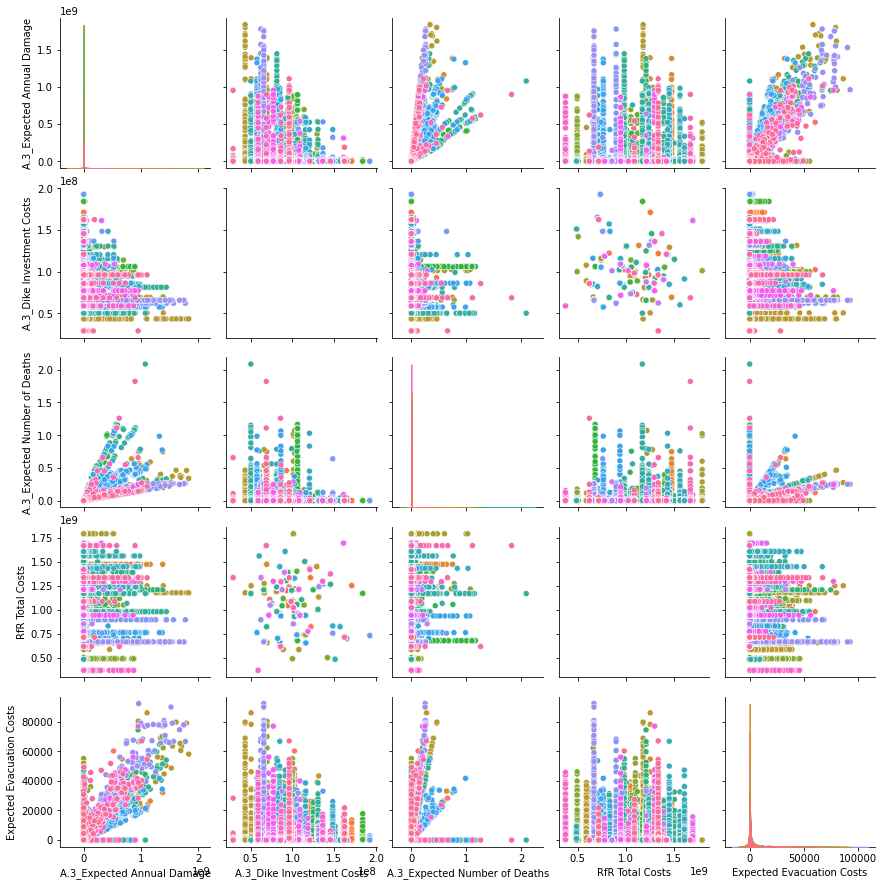 1e9
A.3_Expected Annual Damage
1.5
1.0
0.5
0.0
1e8
A.3_Dike Investment Costs
2.0
1.5
1.0
0.5
A.3_Expected Number of Deaths
2.0
1.5
1.0
0.5
0.0
1e9
RfR Total Costs
1.75
1.50
1.25
1.00
0.75
0.50
Expected Evacuation Costs
80000
60000
40000
20000
0
0 1 2 0.5 1.0 1.5 2.0 0 1 2 0.5 1.0 1.5 0 50000 100000
A.3_Expected Annual Damage A.3_Dike Investment Costs 1e8 A.3_Expected Number of Deaths RfR Total Costs 1e9 Expected Evacuation Costs